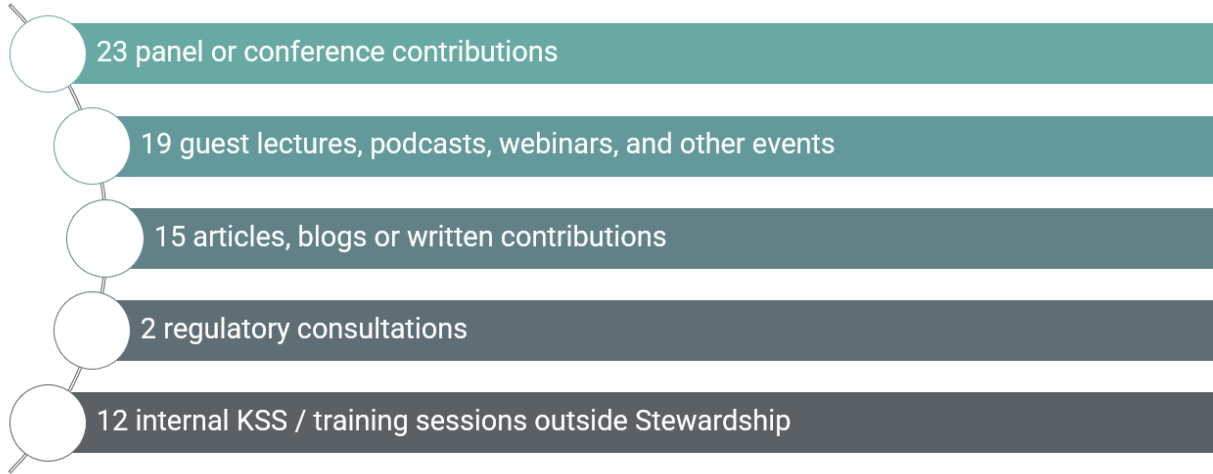 23 panel or conference contributions
19 guest lectures, podcasts, webinars, and other events
15 articles, blogs or written contributions
2 regulatory consultations
12 internal KSS / training sessions outside Stewardship